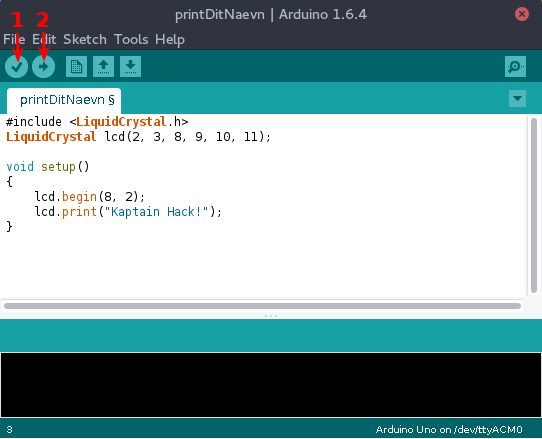 printDitNaevn | Arduino 1.6.4
1 2
File Edit Sketch Tools Help
printDitNaevn §
#include <LiquidCrystal.h>
LiquidCrystal lcd(2, 3, 8, 9, 10, 11);
void setup()
{
    lcd.begin(8, 2);
    lcd.print("Kaptain Hack!");
}
3 Arduino Uno on /dev/ttyACM0